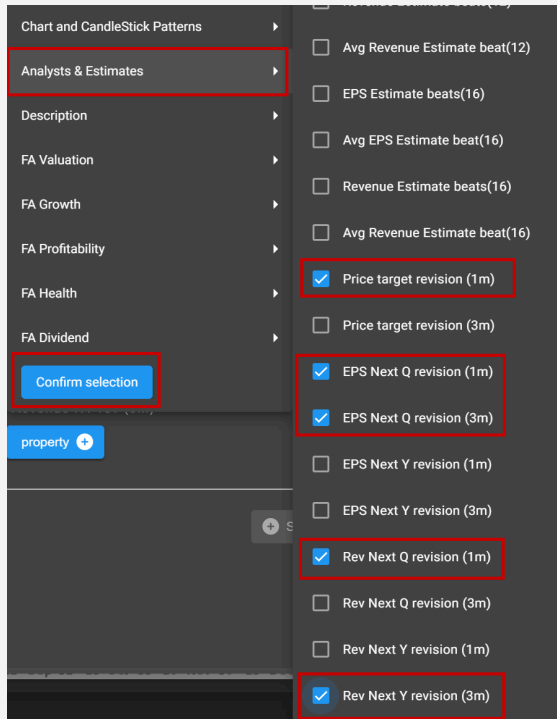 Chart and CandleStick Patterns
Analysts & Estimates
Description
FA Valuation
FA Growth
FA Profitability
FA Health
FA Dividend
Confirm selection
property
Avg Revenue Estimate beat(12)
EPS Estimate beats(16)
Avg EPS Estimate beat(16)
Revenue Estimate beats(16)
Avg Revenue Estimate beat(16)
Price target revision (1m)
Price target revision (3m)
EPS Next Q revision (1m)
EPS Next Q revision (3m)
EPS Next Y revision (1m)
EPS Next Y revision (3m)
Rev Next Q revision (1m)
Rev Next Q revision (3m)
Rev Next Y revision (1m)
Rev Next Y revision (3m)